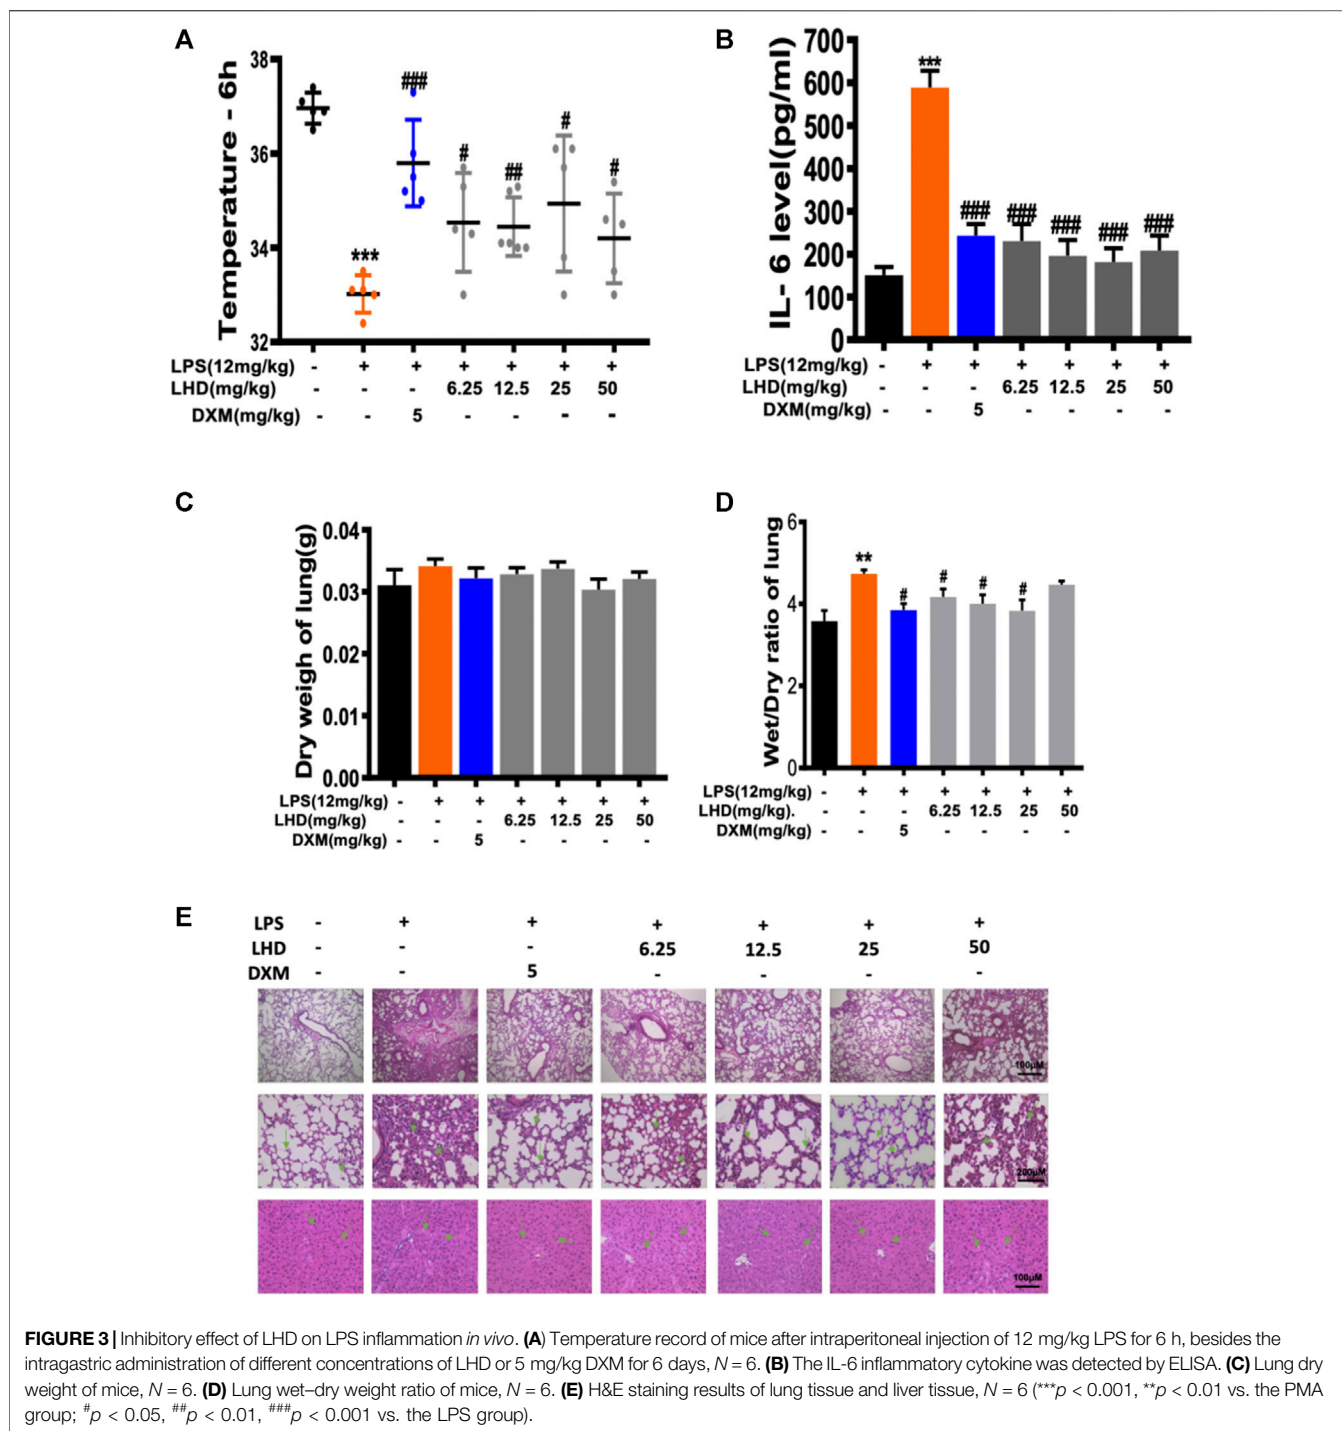 A
Temperature - 6h
38
36
34
32
***
###
#
##
#
#
LPS(12mg/kg) - + + + + + +
LHD(mg/kg) - - - 6.25 12.5 25 50
DXM(mg/kg) - - 5 - - - -
B
IL- 6 level(pg/ml)
700
600
500
400
300
200
100
0
***
###
###
###
###
###
LPS(12mg/kg) - + + + + + +
LHD(mg/kg) - - - 6.25 12.5 25 50
DXM(mg/kg) - - 5 - - - -
C
Dry weigh of lung(g)
0.04
0.03
0.02
0.01
0.00
LPS(12mg/kg) - + + + + + +
LHD(mg/kg) - - - 6.25 12.5 25 50
DXM(mg/kg) - - 5 - - - -
D
Wet/Dry ratio of lung
6
4
2
0
**
#
#
#
#
LPS(12mg/kg) - + + + + + +
LHD(mg/kg). - - - 6.25 12.5 25 50
DXM(mg/kg) - - 5 - - - -
E
LPS - + + + + + +
LHD - - - 6.25 12.5 25 50
DXM - - 5 - - - -
100μM
200μM
100μM
FIGURE 3 | Inhibitory effect of LHD on LPS inflammation in vivo. (A) Temperature record of mice after intraperitoneal injection of 12 mg/kg LPS for 6 h, besides the
intragastric administration of different concentrations of LHD or 5 mg/kg DXM for 6 days, N = 6. (B) The IL-6 inflammatory cytokine was detected by ELISA. (C) Lung dry
weight of mice, N = 6. (D) Lung wet–dry weight ratio of mice, N = 6. (E) H&E staining results of lung tissue and liver tissue, N = 6 (***p < 0.001, **p < 0.01 vs. the PMA
group; #p < 0.05, ##p < 0.01, ###p < 0.001 vs. the LPS group).